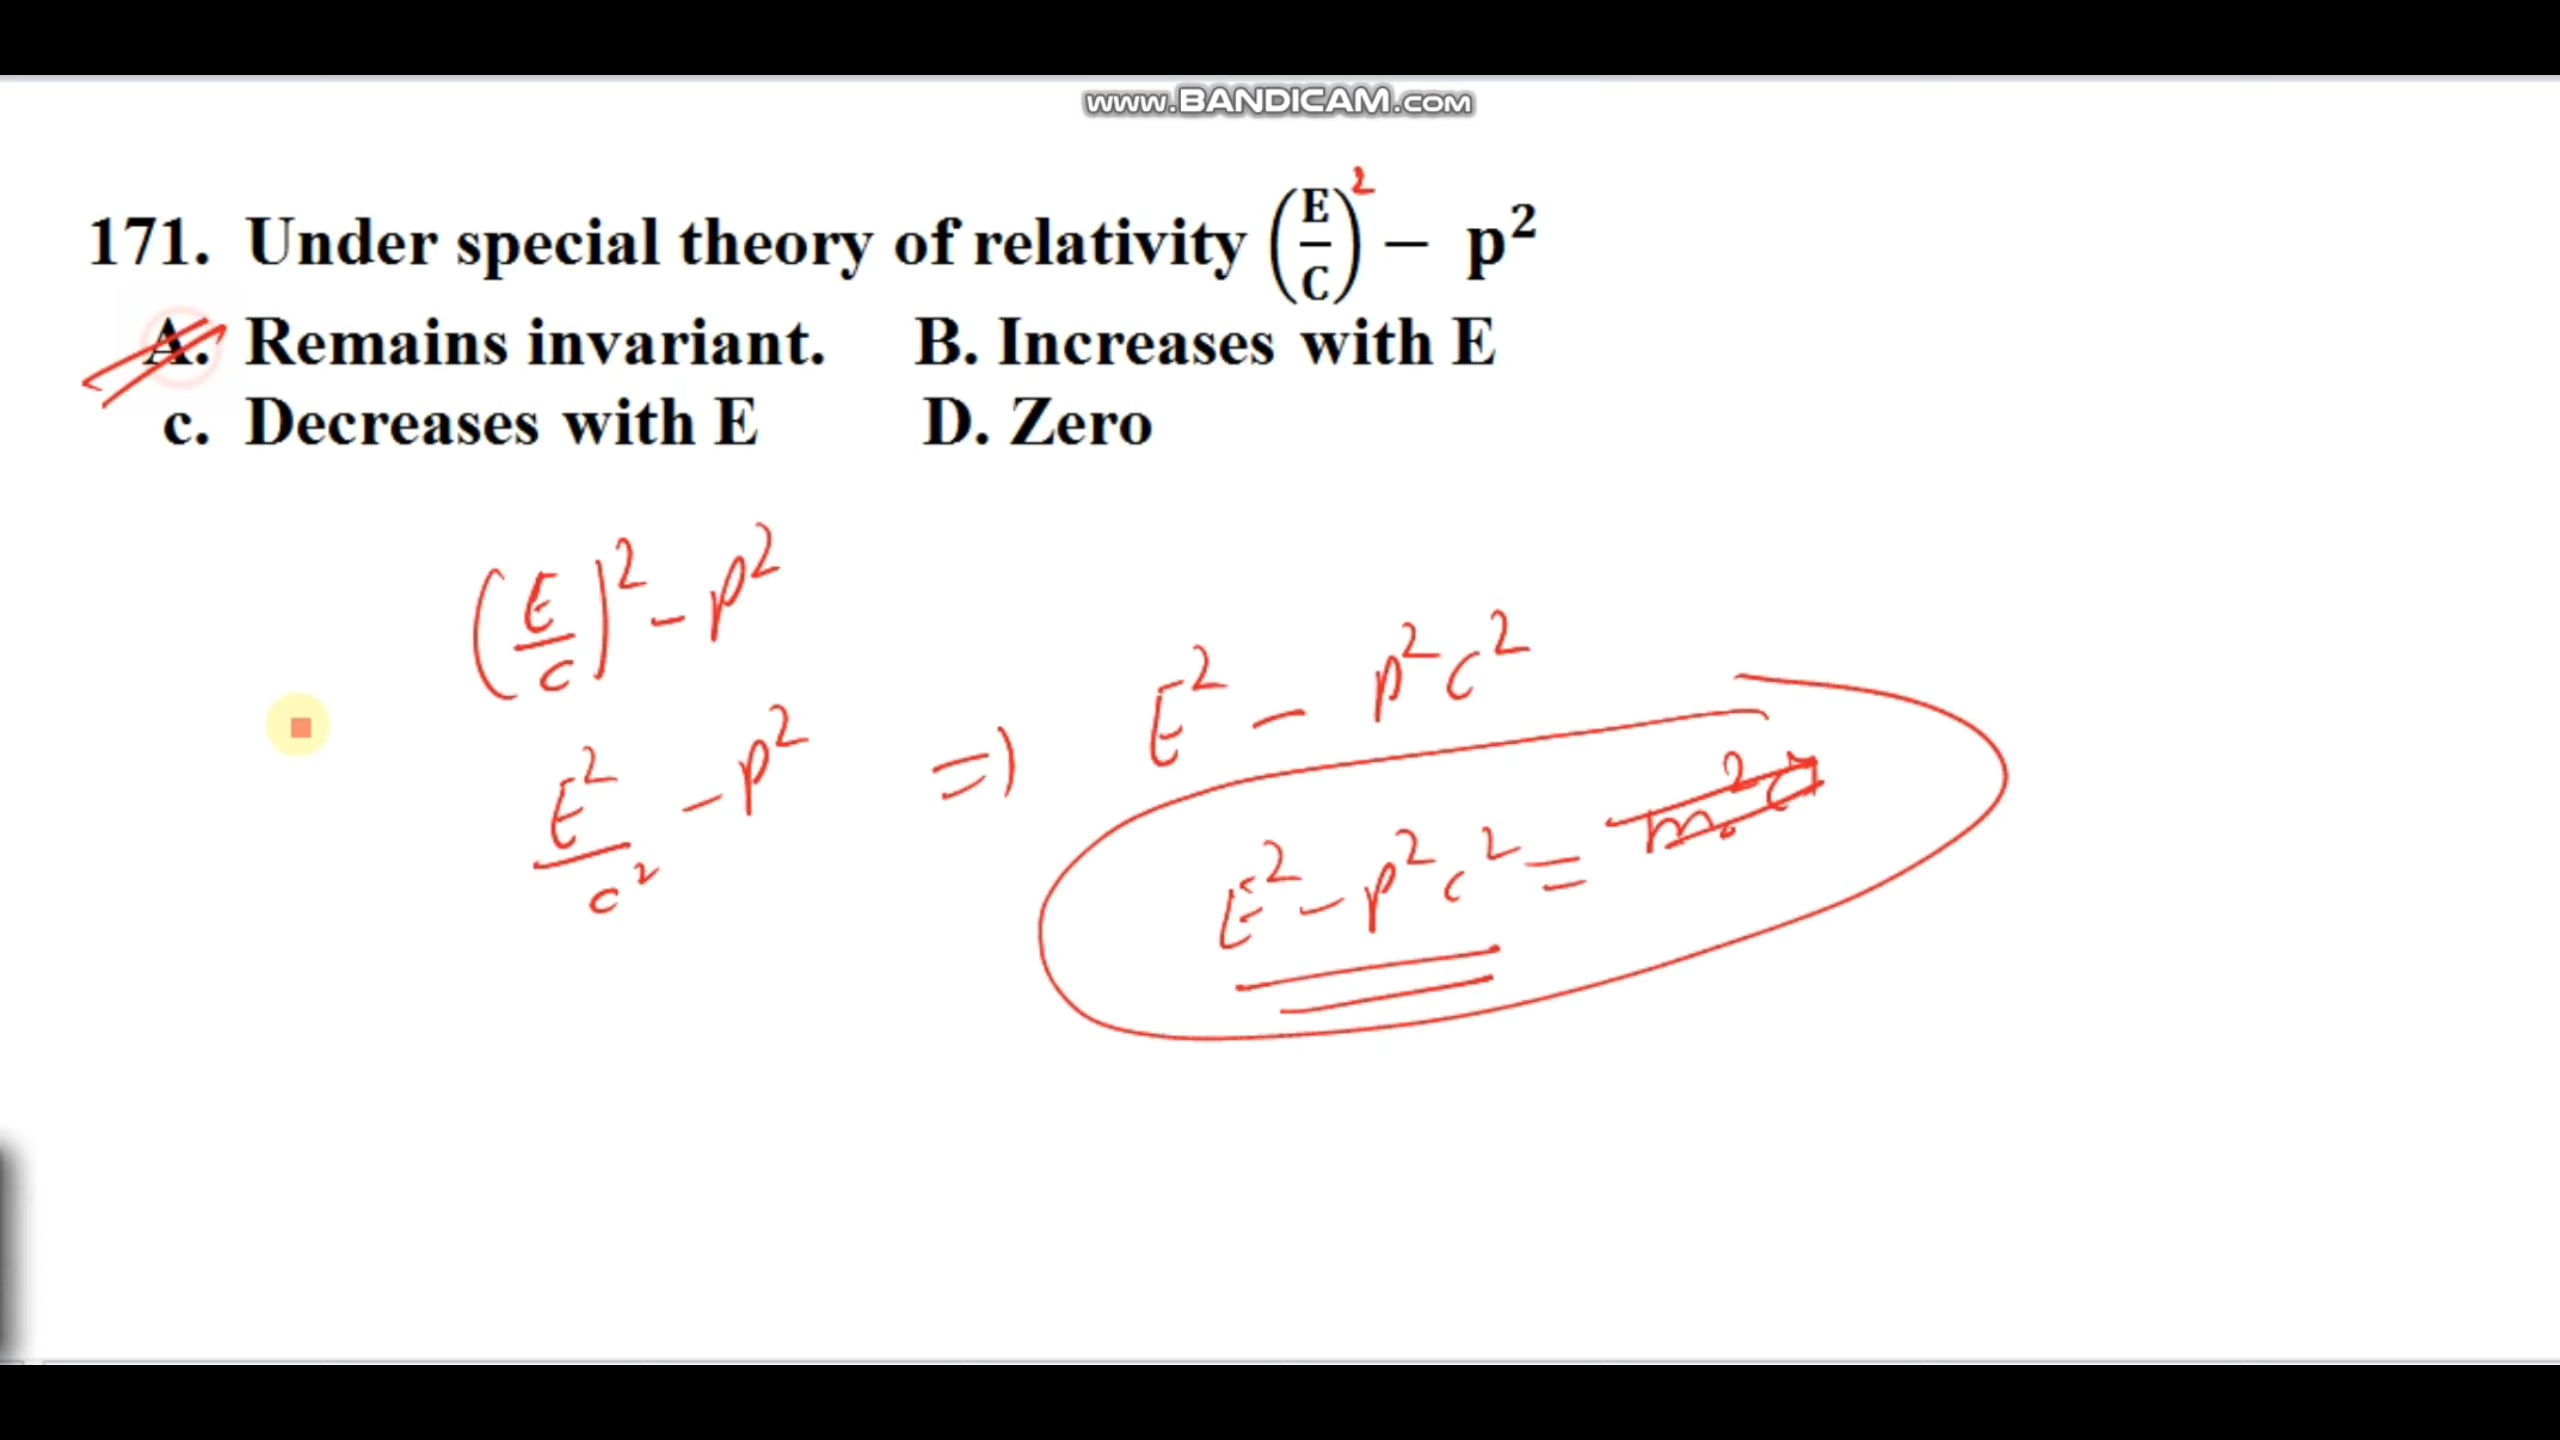 www.BANDICAM.com
171. Under special theory of relativity (E/C)² − p²
A. Remains invariant. B. Increases with E
c. Decreases with E D. Zero
(E/c)² − p²
E²/c² − p² ⇒ E² − p²c²
E² − p²c² =